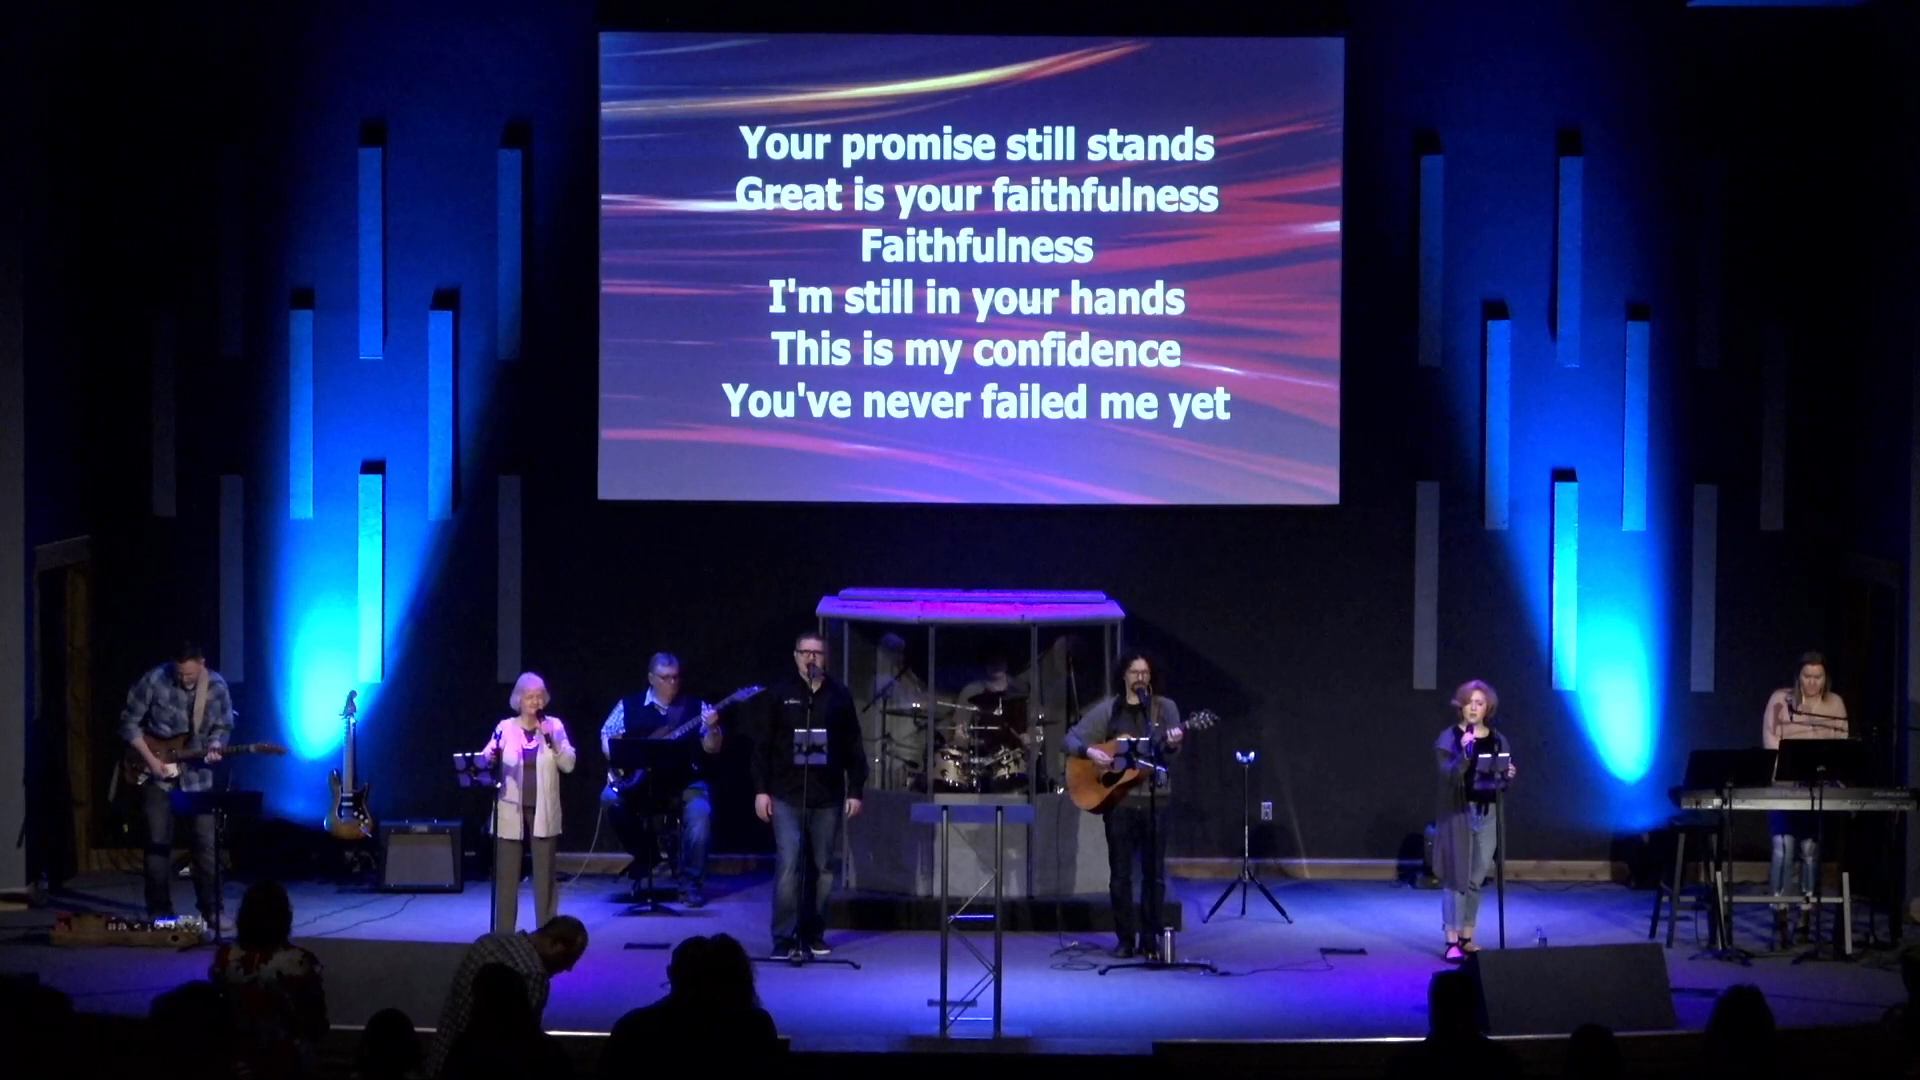 Your promise still stands
Great is your faithfulness
Faithfulness
I'm still in your hands
This is my confidence
You've never failed me yet